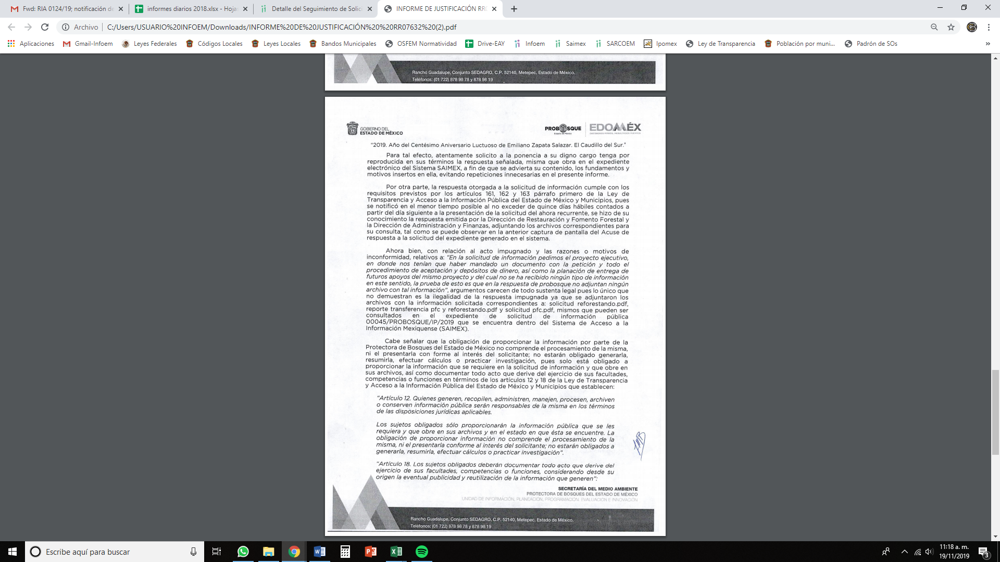 Fwd: RIA 0124/19; notificación de
informes diarios 2018.xlsx - Hojas
Detalle del Seguimiento de Solici
INFORME DE JUSTIFICACIÓN RR0
Archivo
C:/Users/USUARIO%20INFOEM/Downloads/INFORME%20DE%20JUSTIFICACIÓN%20%20RR07632%20(2).pdf
Aplicaciones
Gmail-Infoem
Leyes Federales
Códigos Locales
Leyes Locales
Bandos Municipales
OSFEM Normatividad
Drive-EAY
Infoem
Saimex
SARCOEM
Ipomex
Ley de Transparencia
Población por muni...
Padrón de SOs
»
Rancho Guadalupe, Conjunto SEDAGRO, C.P. 52140, Metepec, Estado de México.
Teléfonos: (01 722) 878 98 78 y 878 98 19
GOBIERNO DEL
ESTADO DE MÉXICO
PROBOSQUE
Estado de México
EDOMÉX
DECISIONES FIRMES, RESULTADOS FUERTES
“2019. Año del Centésimo Aniversario Luctuoso de Emiliano Zapata Salazar. El Caudillo del Sur.”
Para tal efecto, atentamente solicito a la ponencia a su digno cargo tenga por
reproducida en sus términos la respuesta señalada, misma que obra en el expediente
electrónico del Sistema SAIMEX, a fin de que se advierta su contenido, los fundamentos y
motivos insertos en ella, evitando repeticiones innecesarias en el presente informe.
Por otra parte, la respuesta otorgada a la solicitud de información cumple con los
requisitos previstos por los artículos 161, 162 y 163 párrafo primero de la Ley de
Transparencia y Acceso a la Información Pública del Estado de México y Municipios, pues
se notificó en el menor tiempo posible al no exceder de quince días hábiles contados a
partir del día siguiente a la presentación de la solicitud del ahora recurrente, se hizo de su
conocimiento la respuesta emitida por la Dirección de Restauración y Fomento Forestal y
la Dirección de Administración y Finanzas, adjuntando los archivos correspondientes para
su consulta, tal como se puede observar en la anterior captura de pantalla del Acuse de
respuesta a la solicitud del expediente generado en el sistema.
Ahora bien, con relación al acto impugnado y las razones o motivos de
inconformidad, relativos a: “En la solicitud de información pedimos el proyecto ejecutivo,
en donde nos tenían que haber mandado un documento con la petición y todo el
procedimiento de aceptación y depósitos de dinero, así como la planación de entrega de
futuros apoyos del mismo proyecto y del cual no se ha recibido ningún tipo de información
en este sentido, la prueba de esto es que en la respuesta de probosque no adjuntan ningún
archivo con tal información”, argumentos carecen de todo sustenta legal pues lo único que
no demuestran es la ilegalidad de la respuesta impugnada ya que se adjuntaron los
archivos con la información solicitada correspondientes a: solicitud reforestando.pdf,
reporte transferencia pfc y reforestando.pdf y solicitud pfc.pdf, mismos que pueden ser
consultados en el expediente de solicitud de información pública
00045/PROBOSQUE/IP/2019 que se encuentra dentro del Sistema de Acceso a la
Información Mexiquense (SAIMEX).
Cabe señalar que la obligación de proporcionar la información por parte de la
Protectora de Bosques del Estado de México no comprende el procesamiento de la misma,
ni el presentarla con forme al interés del solicitante; no estarán obligado generarla,
resumirla, efectuar cálculos o practicar investigación, pues solo está obligado a
proporcionar la información que se requiere en la solicitud de información y que obre en
sus archivos, así como documentar todo acto que derive del ejercicio de sus facultades,
competencias o funciones en términos de los artículos 12 y 18 de la Ley de Transparencia
y Acceso a la Información Pública del Estado de México y Municipios que establecen:
“Artículo 12. Quienes generen, recopilen, administren, manejen, procesen, archiven
o conserven información pública serán responsables de la misma en los términos
de las disposiciones jurídicas aplicables.
Los sujetos obligados sólo proporcionarán la información pública que se les
requiera y que obre en sus archivos y en el estado en que ésta se encuentre. La
obligación de proporcionar información no comprende el procesamiento de la
misma, ni el presentarla conforme al interés del solicitante; no estarán obligados a
generarla, resumirla, efectuar cálculos o practicar investigación”.
“Artículo 18. Los sujetos obligados deberán documentar todo acto que derive del
ejercicio de sus facultades, competencias o funciones, considerando desde su
origen la eventual publicidad y reutilización de la información que generen”:
SECRETARÍA DEL MEDIO AMBIENTE
PROTECTORA DE BOSQUES DEL ESTADO DE MÉXICO
UNIDAD DE INFORMACIÓN, PLANEACIÓN, PROGRAMACIÓN, EVALUACIÓN E INNOVACIÓN
Rancho Guadalupe, Conjunto SEDAGRO, C.P. 52140, Metepec, Estado de México.
Teléfonos: (01 722) 878 98 78 y 878 98 19
Escribe aquí para buscar
11:18 a. m.
19/11/2019
3